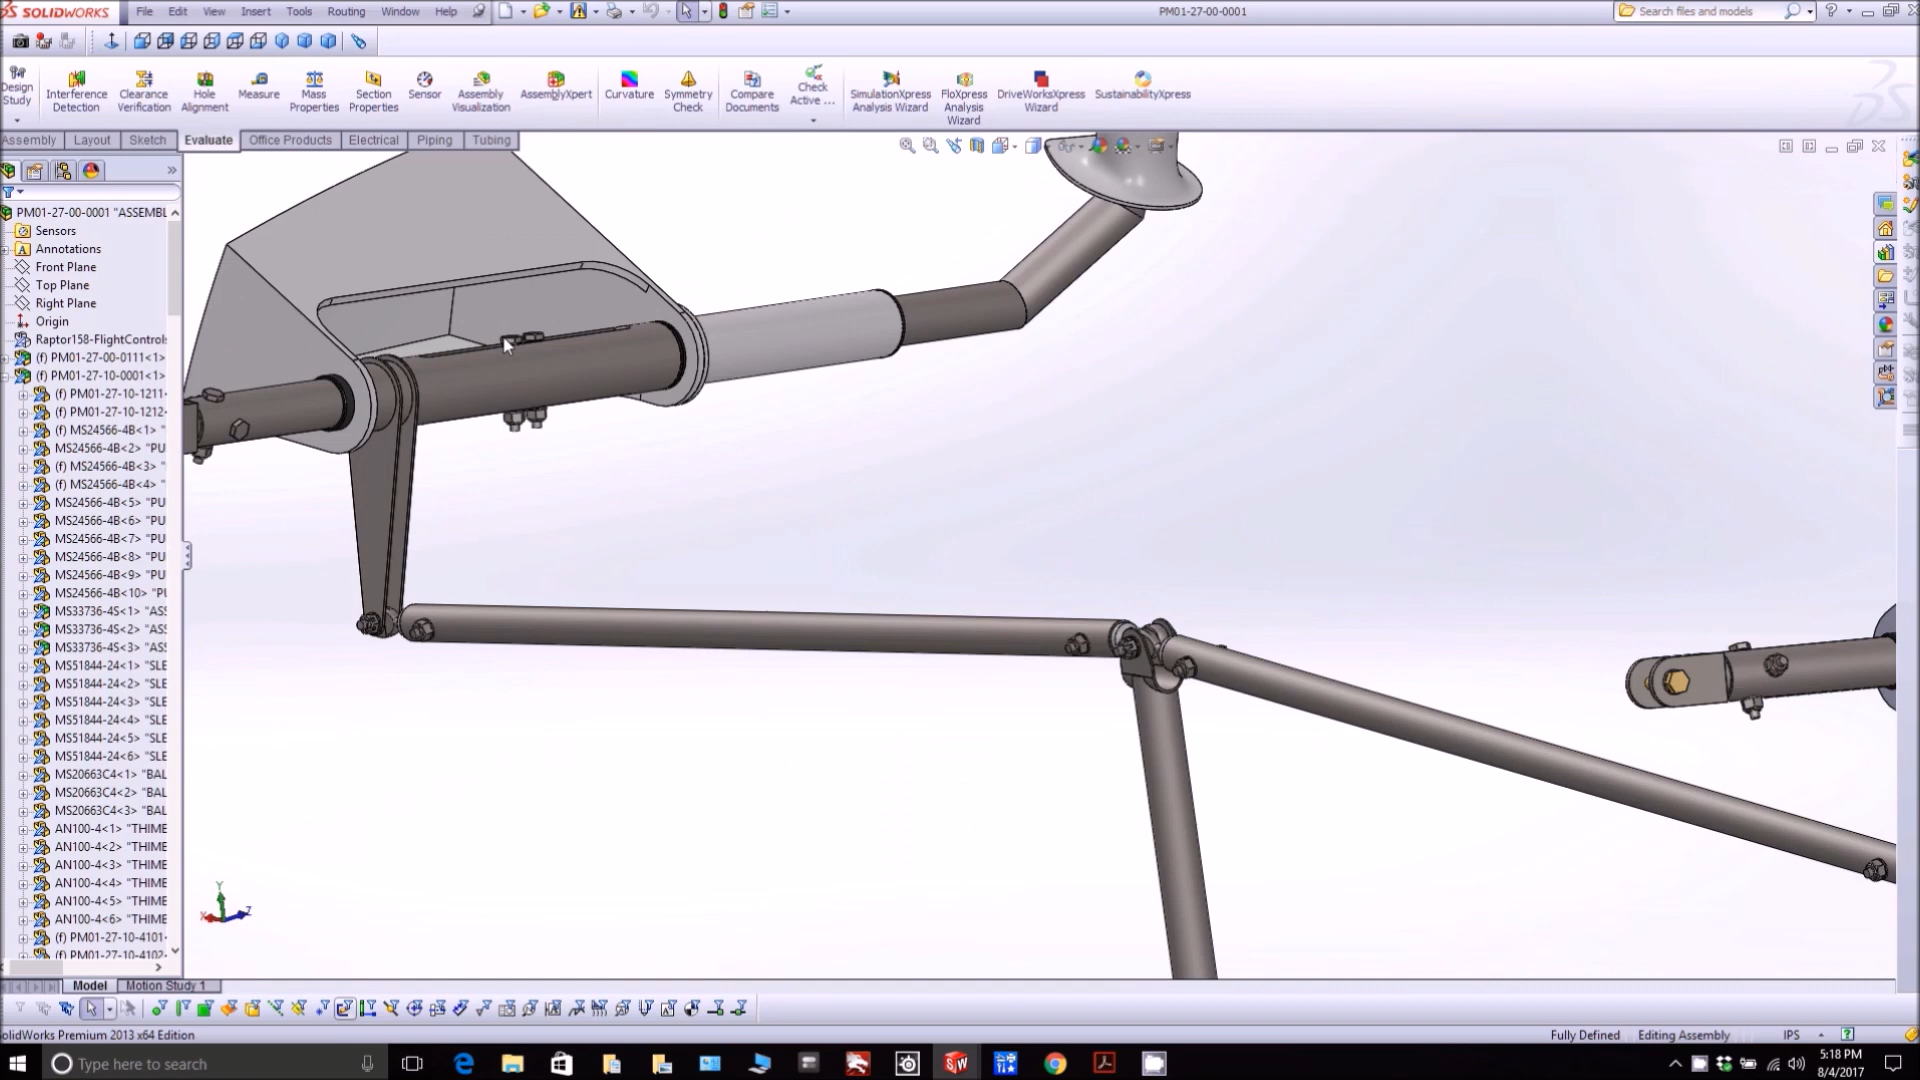 SOLIDWORKS File Edit View Insert Tools Routing Window Help PM01-27-00-0001 Search files and models
Design Study
Interference Detection
Clearance Verification
Hole Alignment
Measure
Mass Properties
Section Properties
Sensor
Assembly Visualization
AssemblyXpert
Curvature
Symmetry Check
Compare Documents
Check Active ...
SimulationXpress Analysis Wizard
FloXpress Analysis Wizard
DriveWorksXpress Wizard
SustainabilityXpress
Assembly Layout Sketch Evaluate Office Products Electrical Piping Tubing
PM01-27-00-0001 "ASSEMBL
Sensors
Annotations
Front Plane
Top Plane
Right Plane
Origin
Raptor158-FlightControls
(f) PM01-27-00-0111<1>
(f) PM01-27-10-0001<1>
(f) PM01-27-10-1211
(f) PM01-27-10-1212
(f) MS24566-4B<1> "
MS24566-4B<2> "PU
(f) MS24566-4B<3> "
(f) MS24566-4B<4> "
MS24566-4B<5> "PU
MS24566-4B<6> "PU
MS24566-4B<7> "PU
MS24566-4B<8> "PU
MS24566-4B<9> "PU
MS24566-4B<10> "PU
MS33736-4S<1> "ASS
MS33736-4S<2> "ASS
MS33736-4S<3> "ASS
MS51844-24<1> "SLE
MS51844-24<2> "SLE
MS51844-24<3> "SLE
MS51844-24<4> "SLE
MS51844-24<5> "SLE
MS51844-24<6> "SLE
MS20663C4<1> "BAL
MS20663C4<2> "BAL
MS20663C4<3> "BAL
AN100-4<1> "THIME
AN100-4<2> "THIME
AN100-4<3> "THIME
AN100-4<4> "THIME
AN100-4<5> "THIME
AN100-4<6> "THIME
(f) PM01-27-10-4101
(f) PM01-27-10-4102
Y
X Z
Model Motion Study 1
olidWorks Premium 2013 x64 Edition Fully Defined Editing Assembly IPS
Type here to search 5:18 PM
8/4/2017